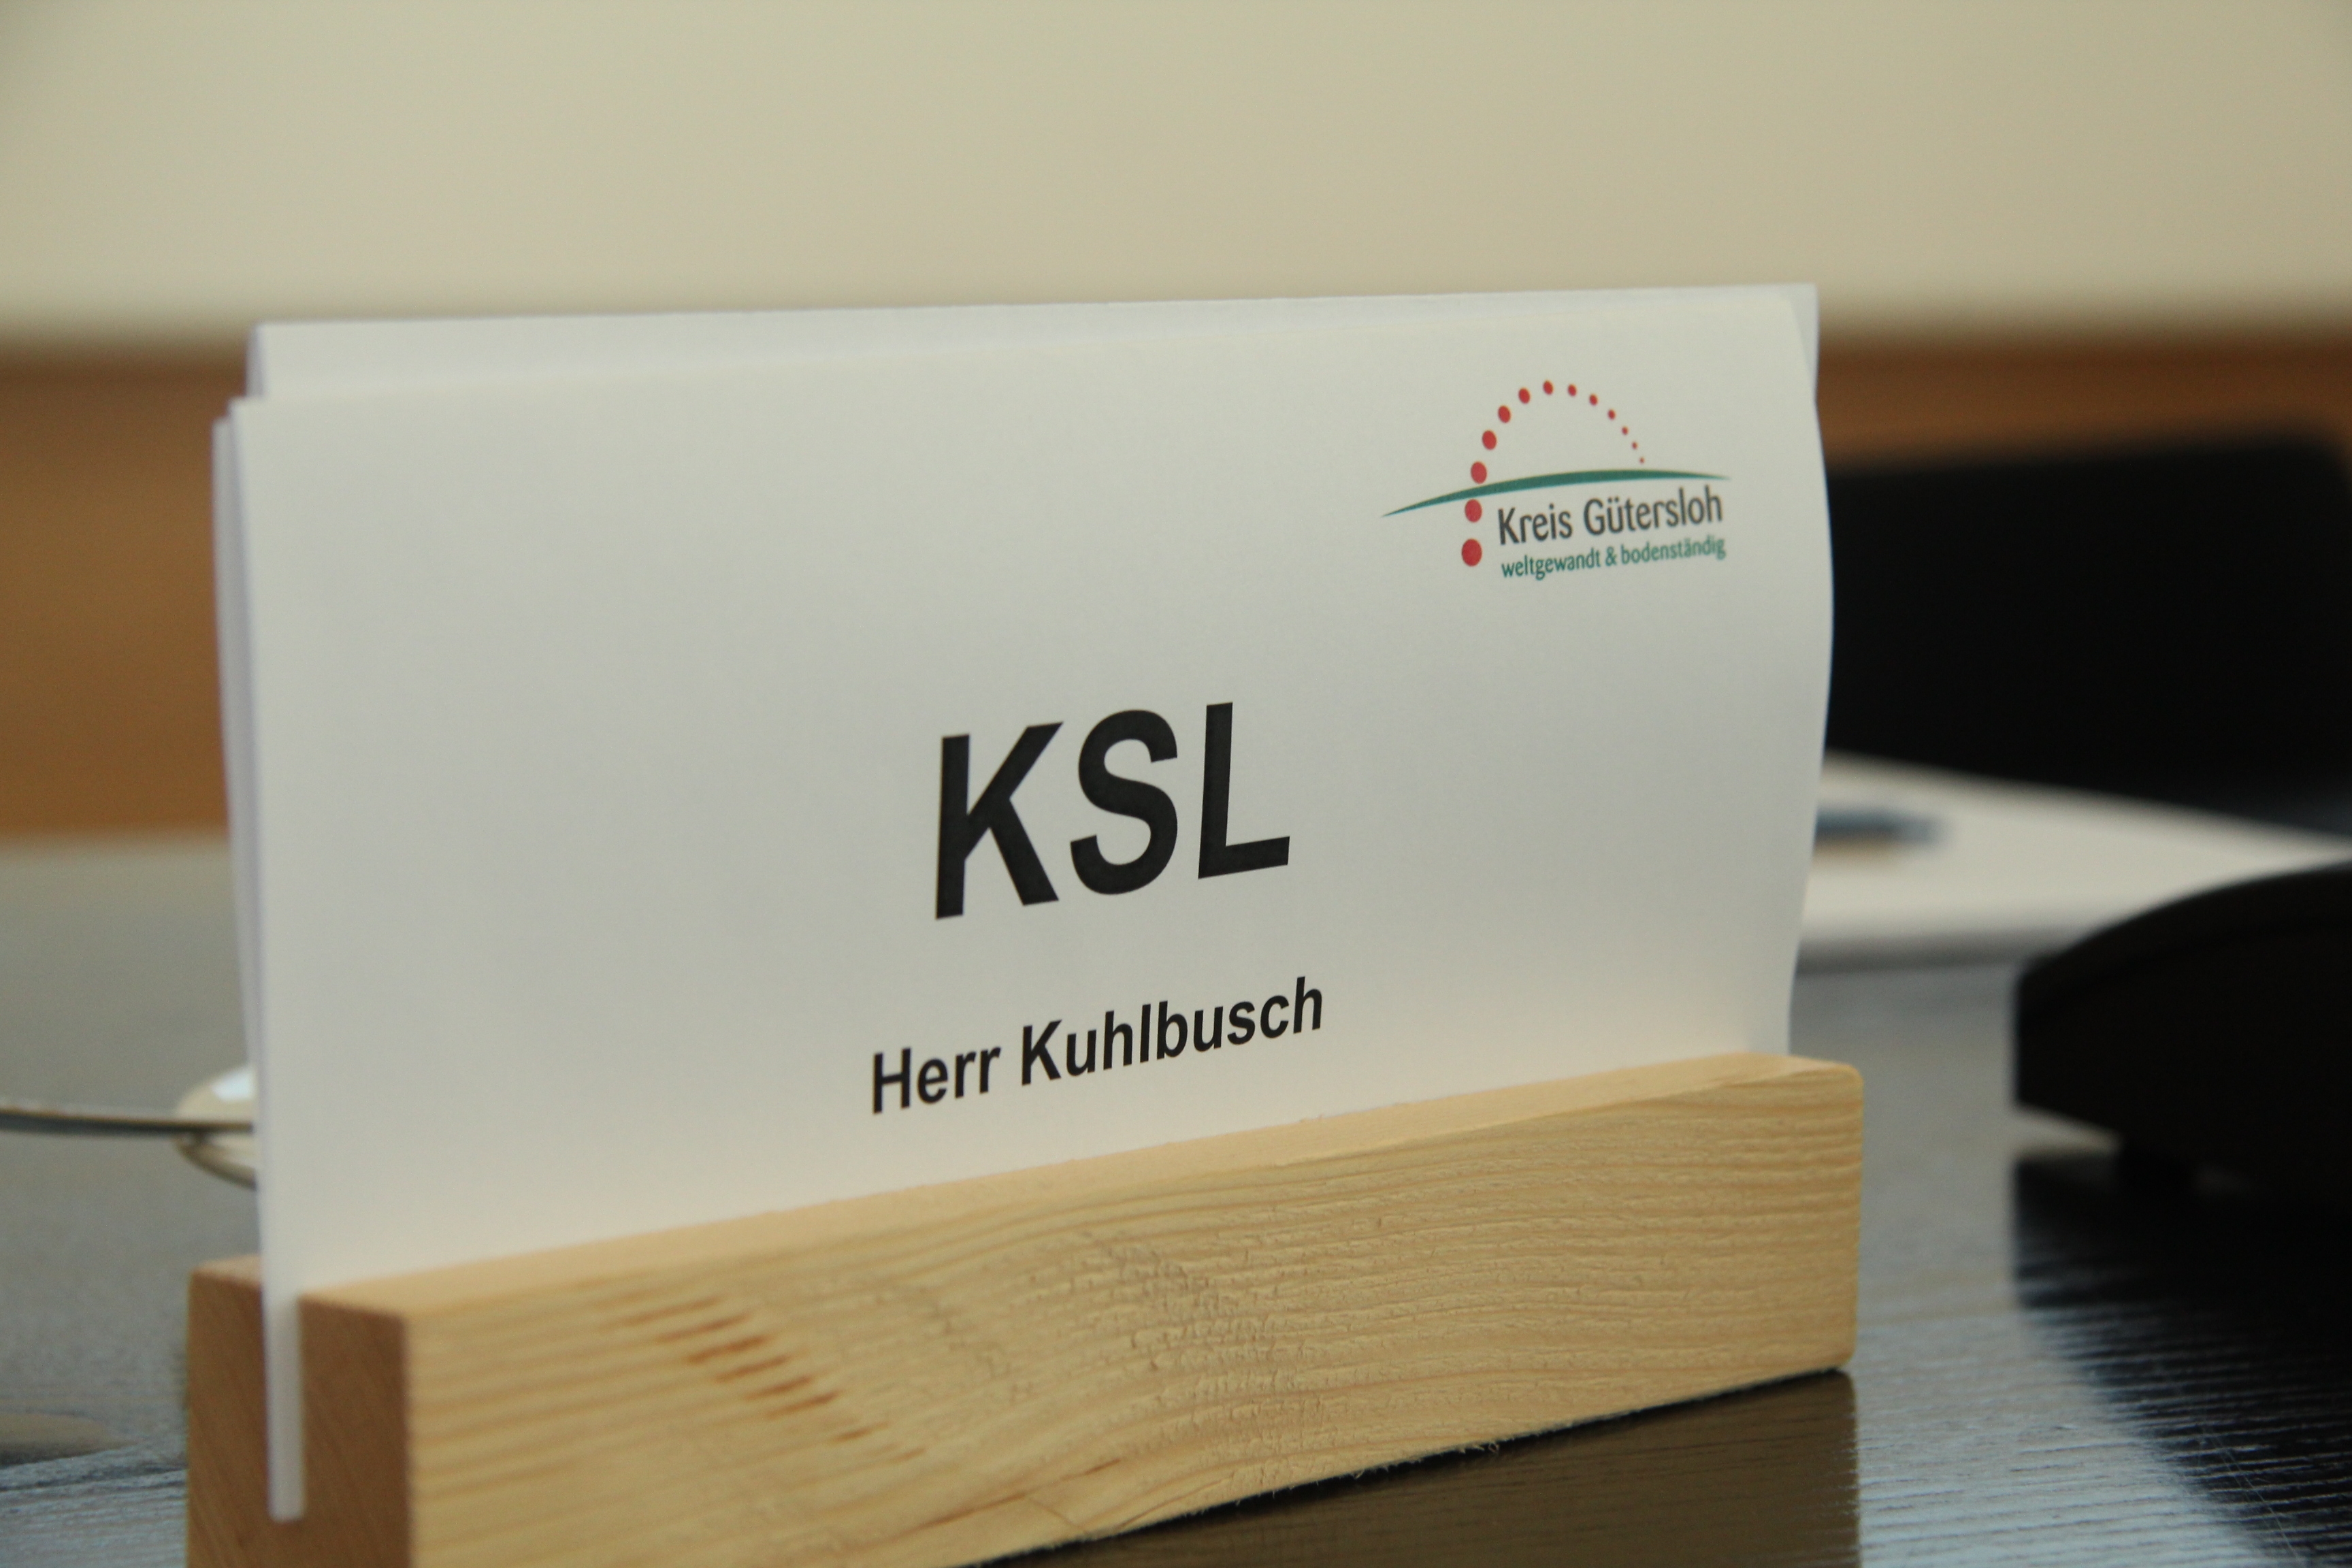 Kreis Gütersloh
weltgewandt & bodenständig
KSL
Herr Kuhlbusch